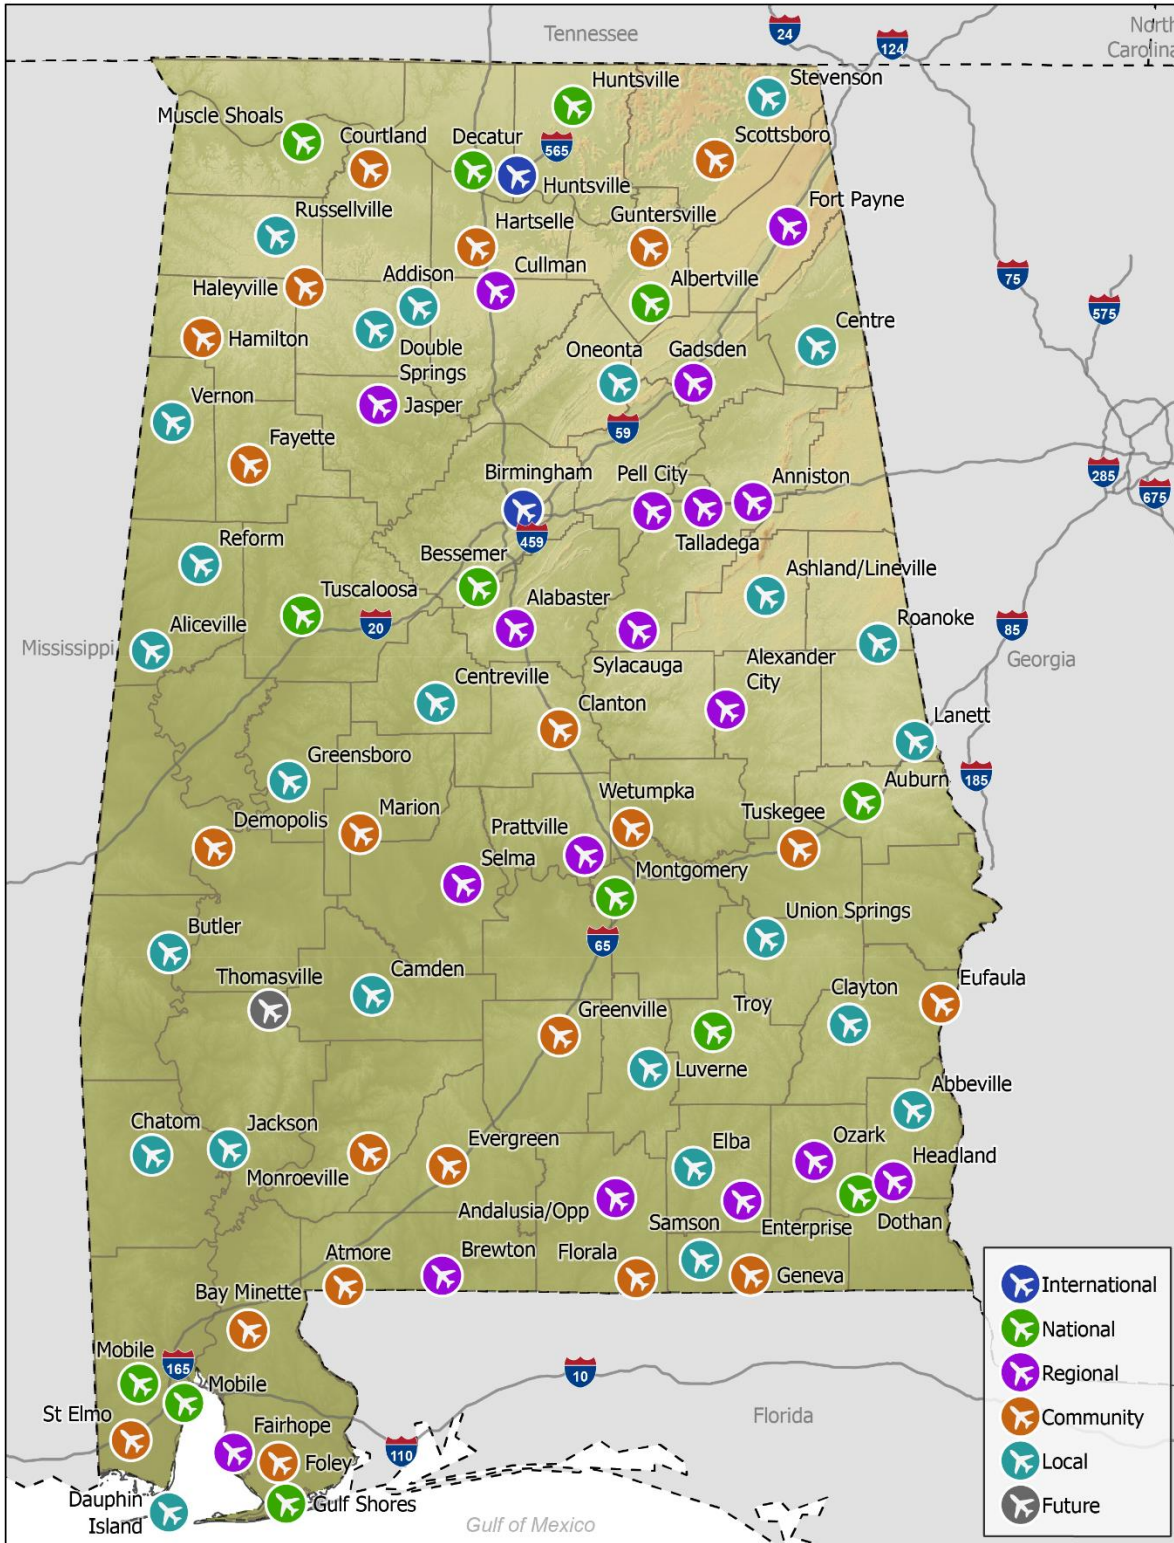 Tennessee
24
124
North
Carolina
Huntsville
Stevenson
Muscle Shoals
Courtland
Decatur
565
Scottsboro
Huntsville
Russellville
Hartselle
Guntersville
Fort Payne
Haleyville
Addison
Cullman
Albertville
75
575
Hamilton
Double
Springs
Centre
Oneonta
Gadsden
Vernon
Jasper
59
Fayette
Birmingham
Pell City
Anniston
285
675
459
Talladega
Reform
Bessemer
Ashland/Lineville
Tuscaloosa
20
Alabaster
Roanoke
85
Mississippi
Aliceville
Sylacauga
Georgia
Centreville
Alexander
City
Clanton
Lanett
Greensboro
Auburn
185
Wetumpka
Demopolis
Marion
Prattville
Tuskegee
Selma
Montgomery
Butler
65
Union Springs
Thomasville
Camden
Eufaula
Greenville
Troy
Clayton
Luverne
Abbeville
Chatom
Jackson
Evergreen
Elba
Ozark
Headland
Monroeville
Andalusia/Opp
Samson
Enterprise
Dothan
Atmore
Brewton
Florala
Geneva
Bay Minette
Mobile
165
Mobile
10
St Elmo
Fairhope
Florida
Foley
110
Dauphin
Island
Gulf Shores
Gulf of Mexico
International
National
Regional
Community
Local
Future